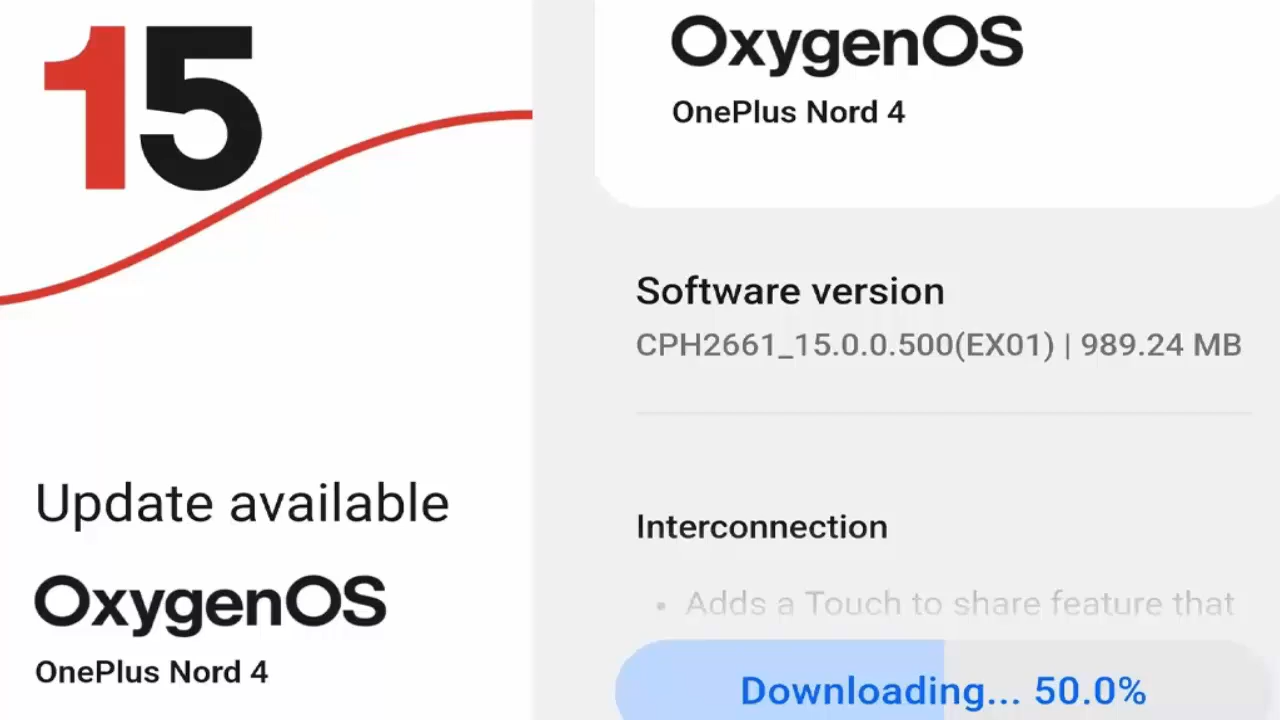 15
Update available
OxygenOS
OnePlus Nord 4
OxygenOS
OnePlus Nord 4
Software version
CPH2661_15.0.0.500(EX01) | 989.24 MB
Interconnection
• Adds a Touch to share feature that
Downloading... 50.0%